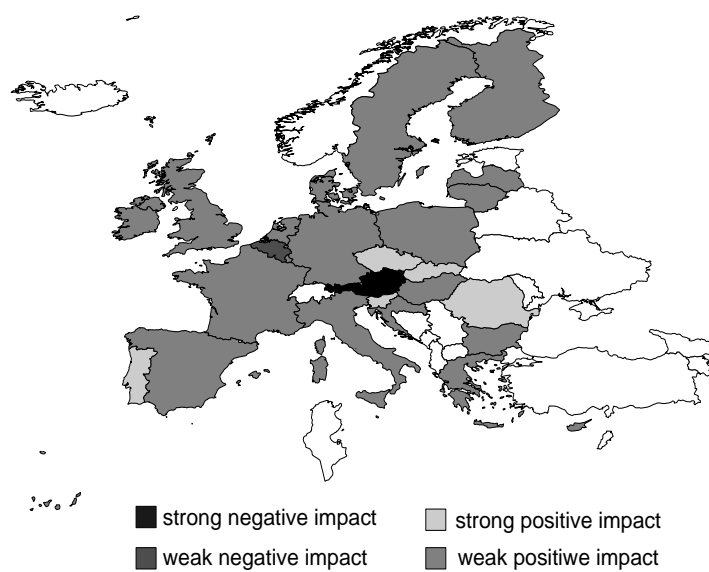 strong negative impact
strong positive impact
weak negative impact
weak positiwe impact